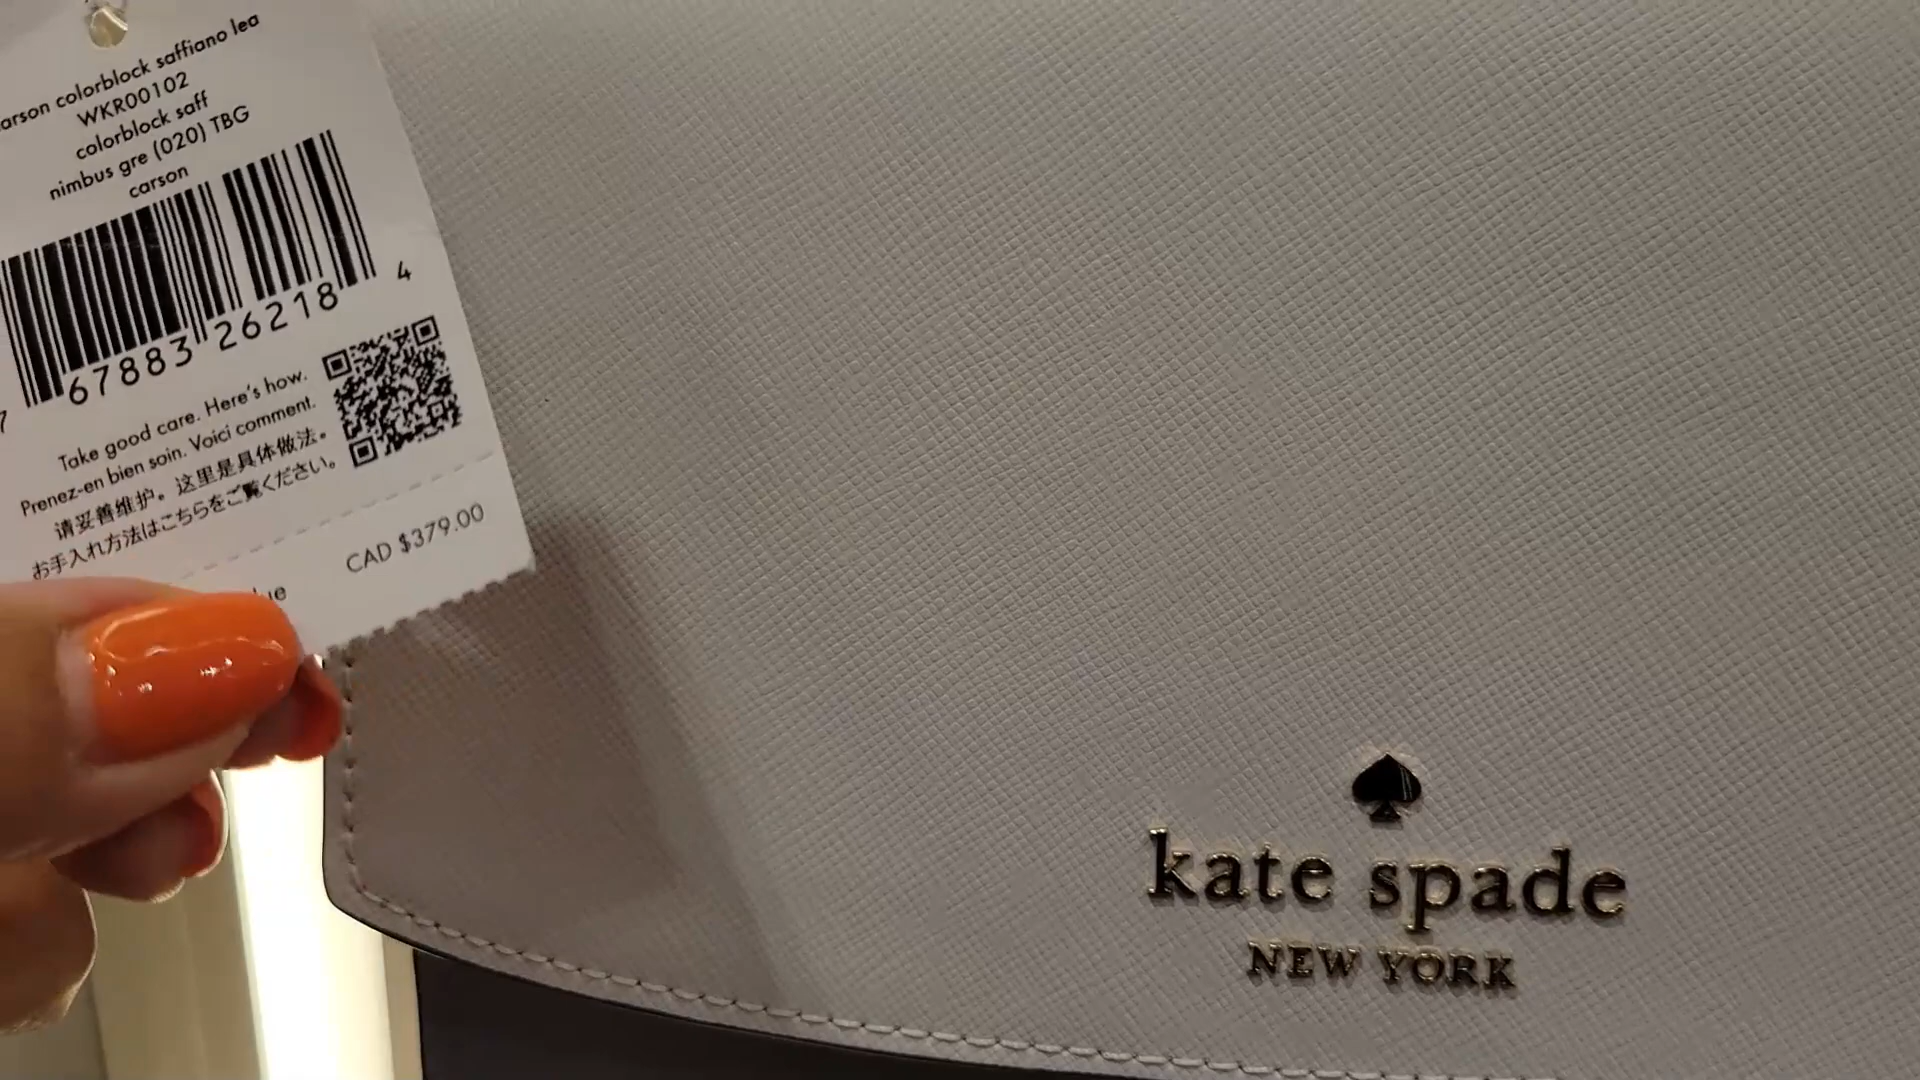 colorblock saffiano lea
WKR00102
colorblock saff
nimbus gre (020) TBG
carson
7 67883 26218 4
Take good care. Here's how.
Prenez-en bien soin. Voici comment.
请妥善维护。这里是具体做法。
お手入れ方法はこちらをご覧ください。
CAD $379.00
kate spade
NEW YORK